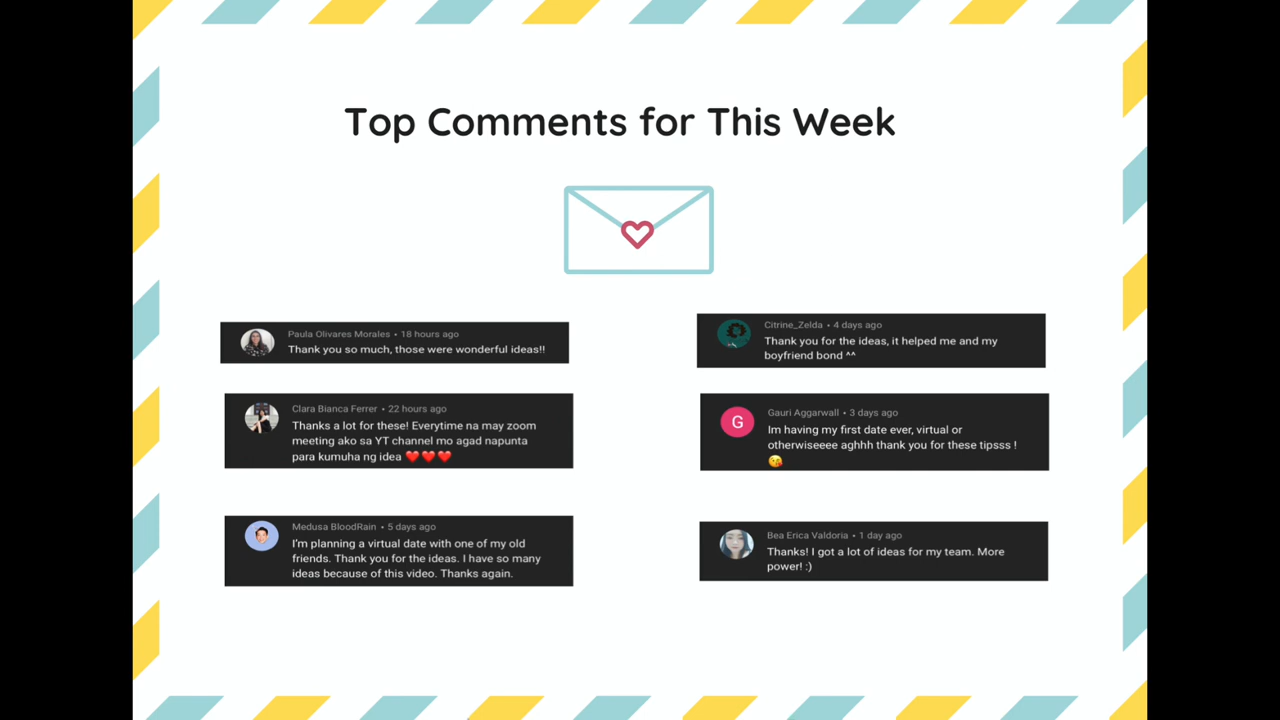 Top Comments for This Week
Paula Olivares Morales • 18 hours ago
Thank you so much, those were wonderful ideas!!
Clara Bianca Ferrer • 22 hours ago
Thanks a lot for these! Everytime na may zoom
meeting ako sa YT channel mo agad napunta
para kumuha ng idea ❤️❤️❤️
Medusa BloodRain • 5 days ago
I'm planning a virtual date with one of my old
friends. Thank you for the ideas. I have so many
ideas because of this video. Thanks again.
Citrine_Zelda • 4 days ago
Thank you for the ideas, it helped me and my
boyfriend bond ^^
G
Gauri Aggarwall • 3 days ago
Im having my first date ever, virtual or
otherwiseeee aghhh thank you for these tipsss !
😘
Bea Erica Valdoria • 1 day ago
Thanks! I got a lot of ideas for my team. More
power! :)